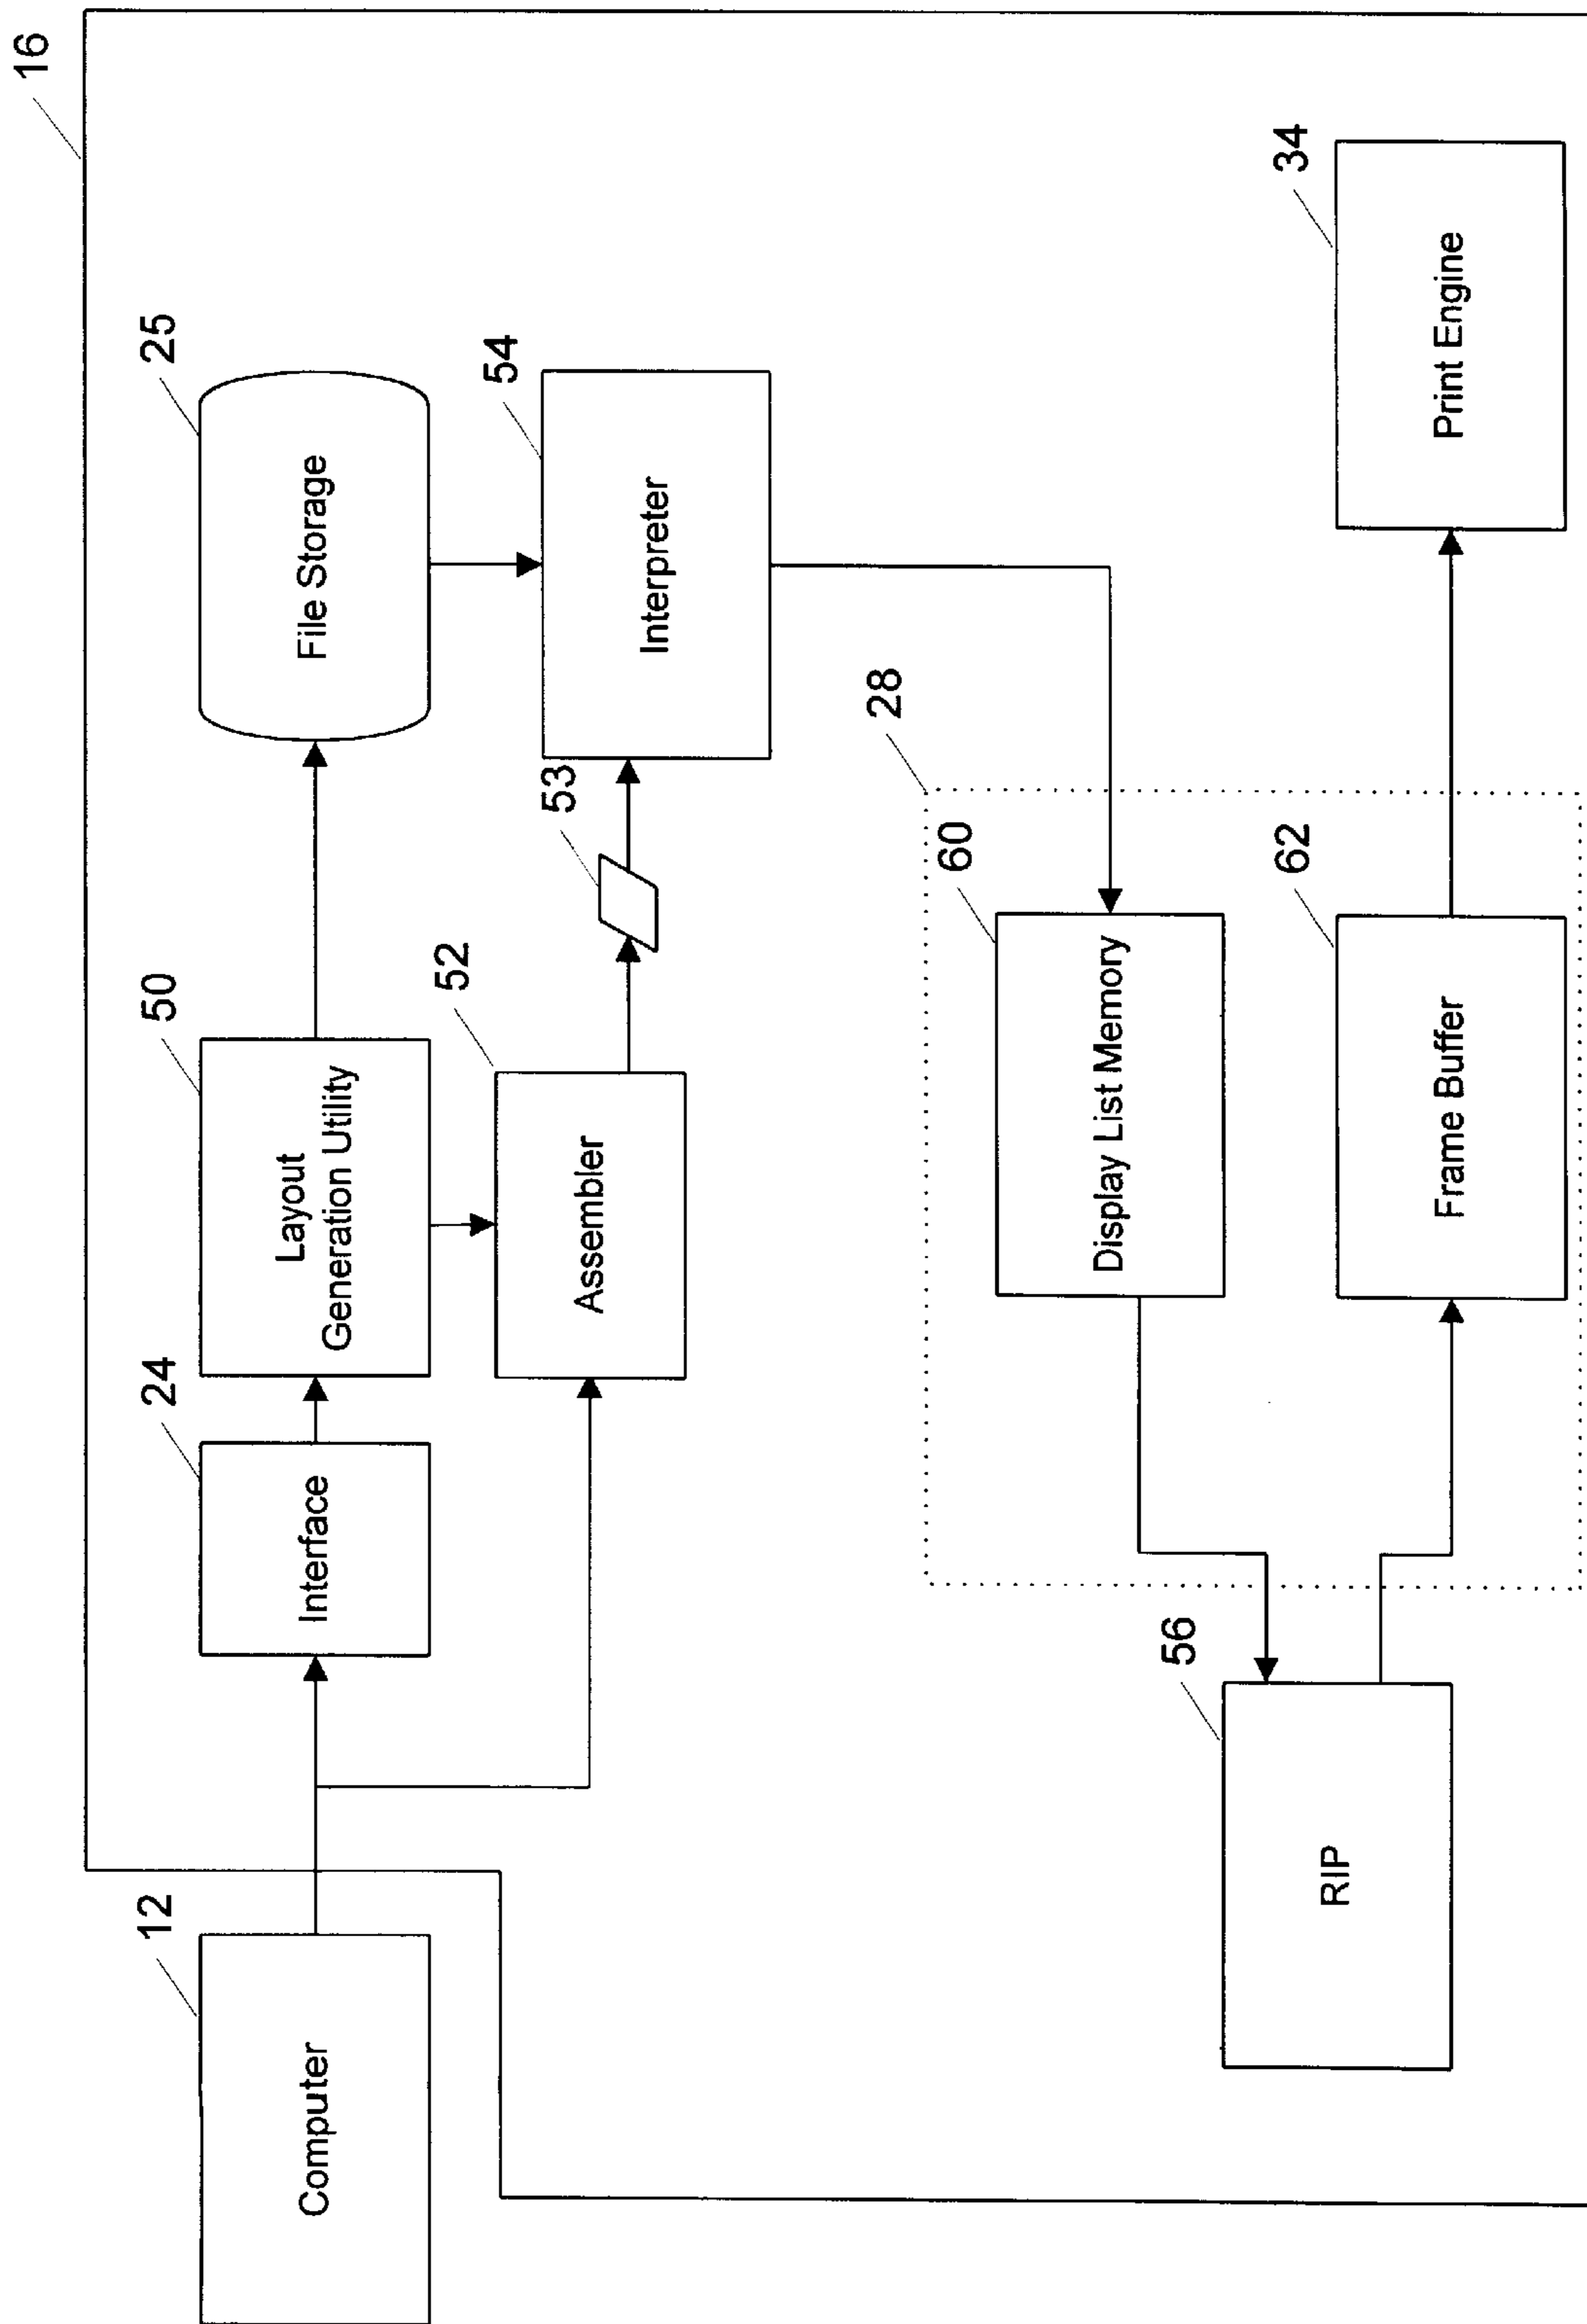 16
12
Computer
24
Interface
50
Layout
Generation Utility
25
File Storage
52
Assembler
53
54
Interpreter
28
60
Display List Memory
56
RIP
62
Frame Buffer
34
Print Engine